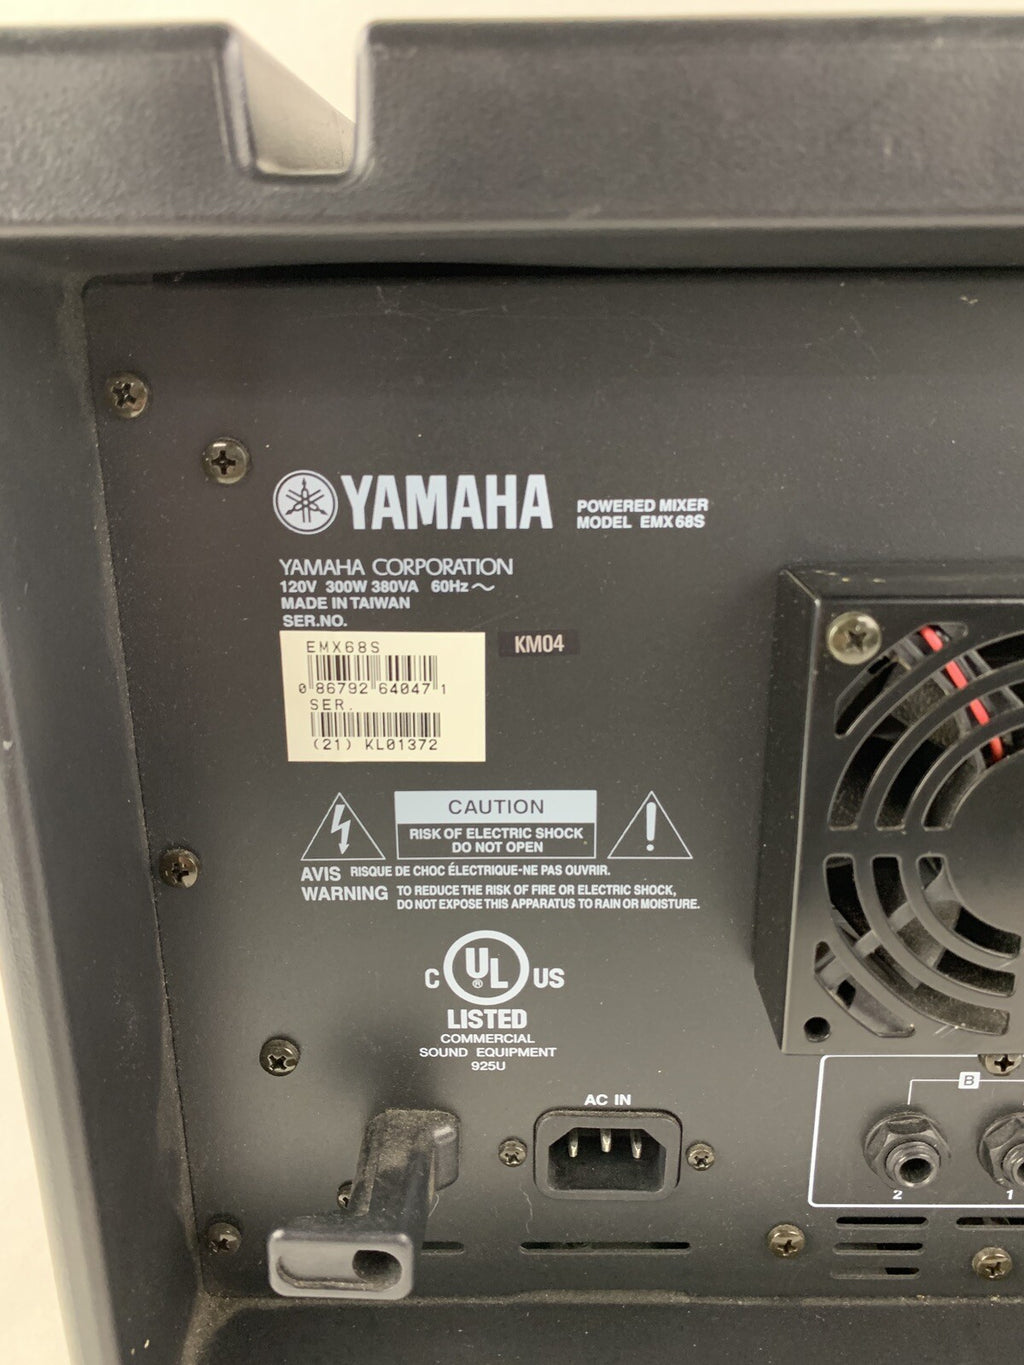 YAMAHA
POWERED MIXER
MODEL EMX68S
YAMAHA CORPORATION
120V 300W 380VA 60Hz ～
MADE IN TAIWAN
SER.NO.
EMX68S
0 86792 64047 1
SER.
(21) KL01372
KM04
CAUTION
RISK OF ELECTRIC SHOCK
DO NOT OPEN
AVIS RISQUE DE CHOC ÉLECTRIQUE-NE PAS OUVRIR.
WARNING TO REDUCE THE RISK OF FIRE OR ELECTRIC SHOCK,
DO NOT EXPOSE THIS APPARATUS TO RAIN OR MOISTURE.
C UL ® US
LISTED
COMMERCIAL
SOUND EQUIPMENT
925U
AC IN
B
2 1